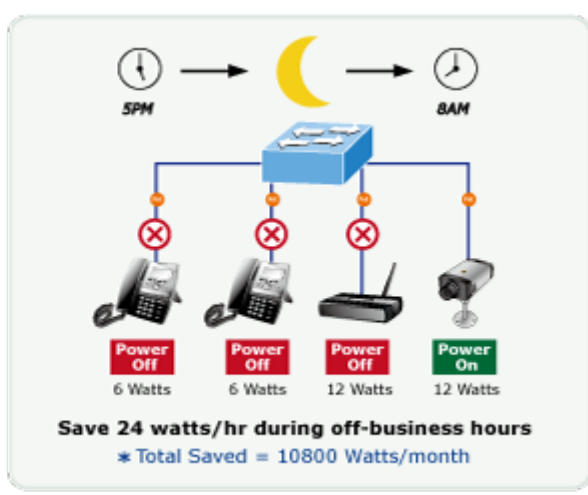 5PM
8AM
Power Off
Power Off
Power Off
Power On
6 Watts
6 Watts
12 Watts
12 Watts
Save 24 watts/hr during off-business hours
* Total Saved = 10800 Watts/month